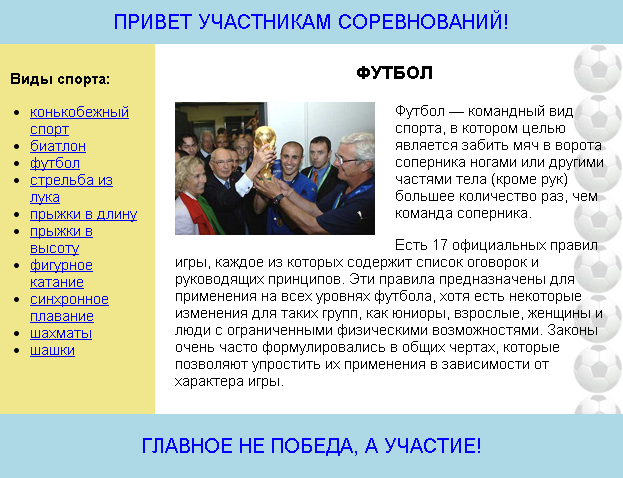 ПРИВЕТ УЧАСТНИКАМ СОРЕВНОВАНИЙ!
Виды спорта:
конькобежный
спорт
биатлон
футбол
стрельба из
лука
прыжки в длину
прыжки в
высоту
фигурное
катание
синхронное
плавание
шахматы
шашки
ФУТБОЛ
Футбол — командный вид
спорта, в котором целью
является забить мяч в ворота
соперника ногами или другими
частями тела (кроме рук)
большее количество раз, чем
команда соперника.
Есть 17 официальных правил
игры, каждое из которых содержит список оговорок и
руководящих принципов. Эти правила предназначены для
применения на всех уровнях футбола, хотя есть некоторые
изменения для таких групп, как юниоры, взрослые, женщины и
люди с ограниченными физическими возможностями. Законы
очень часто формулировались в общих чертах, которые
позволяют упростить их применения в зависимости от
характера игры.
ГЛАВНОЕ НЕ ПОБЕДА, А УЧАСТИЕ!